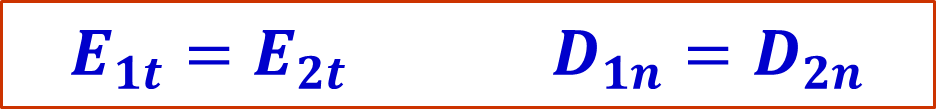 E₁ₜ = E₂ₜ D₁ₙ = D₂ₙ